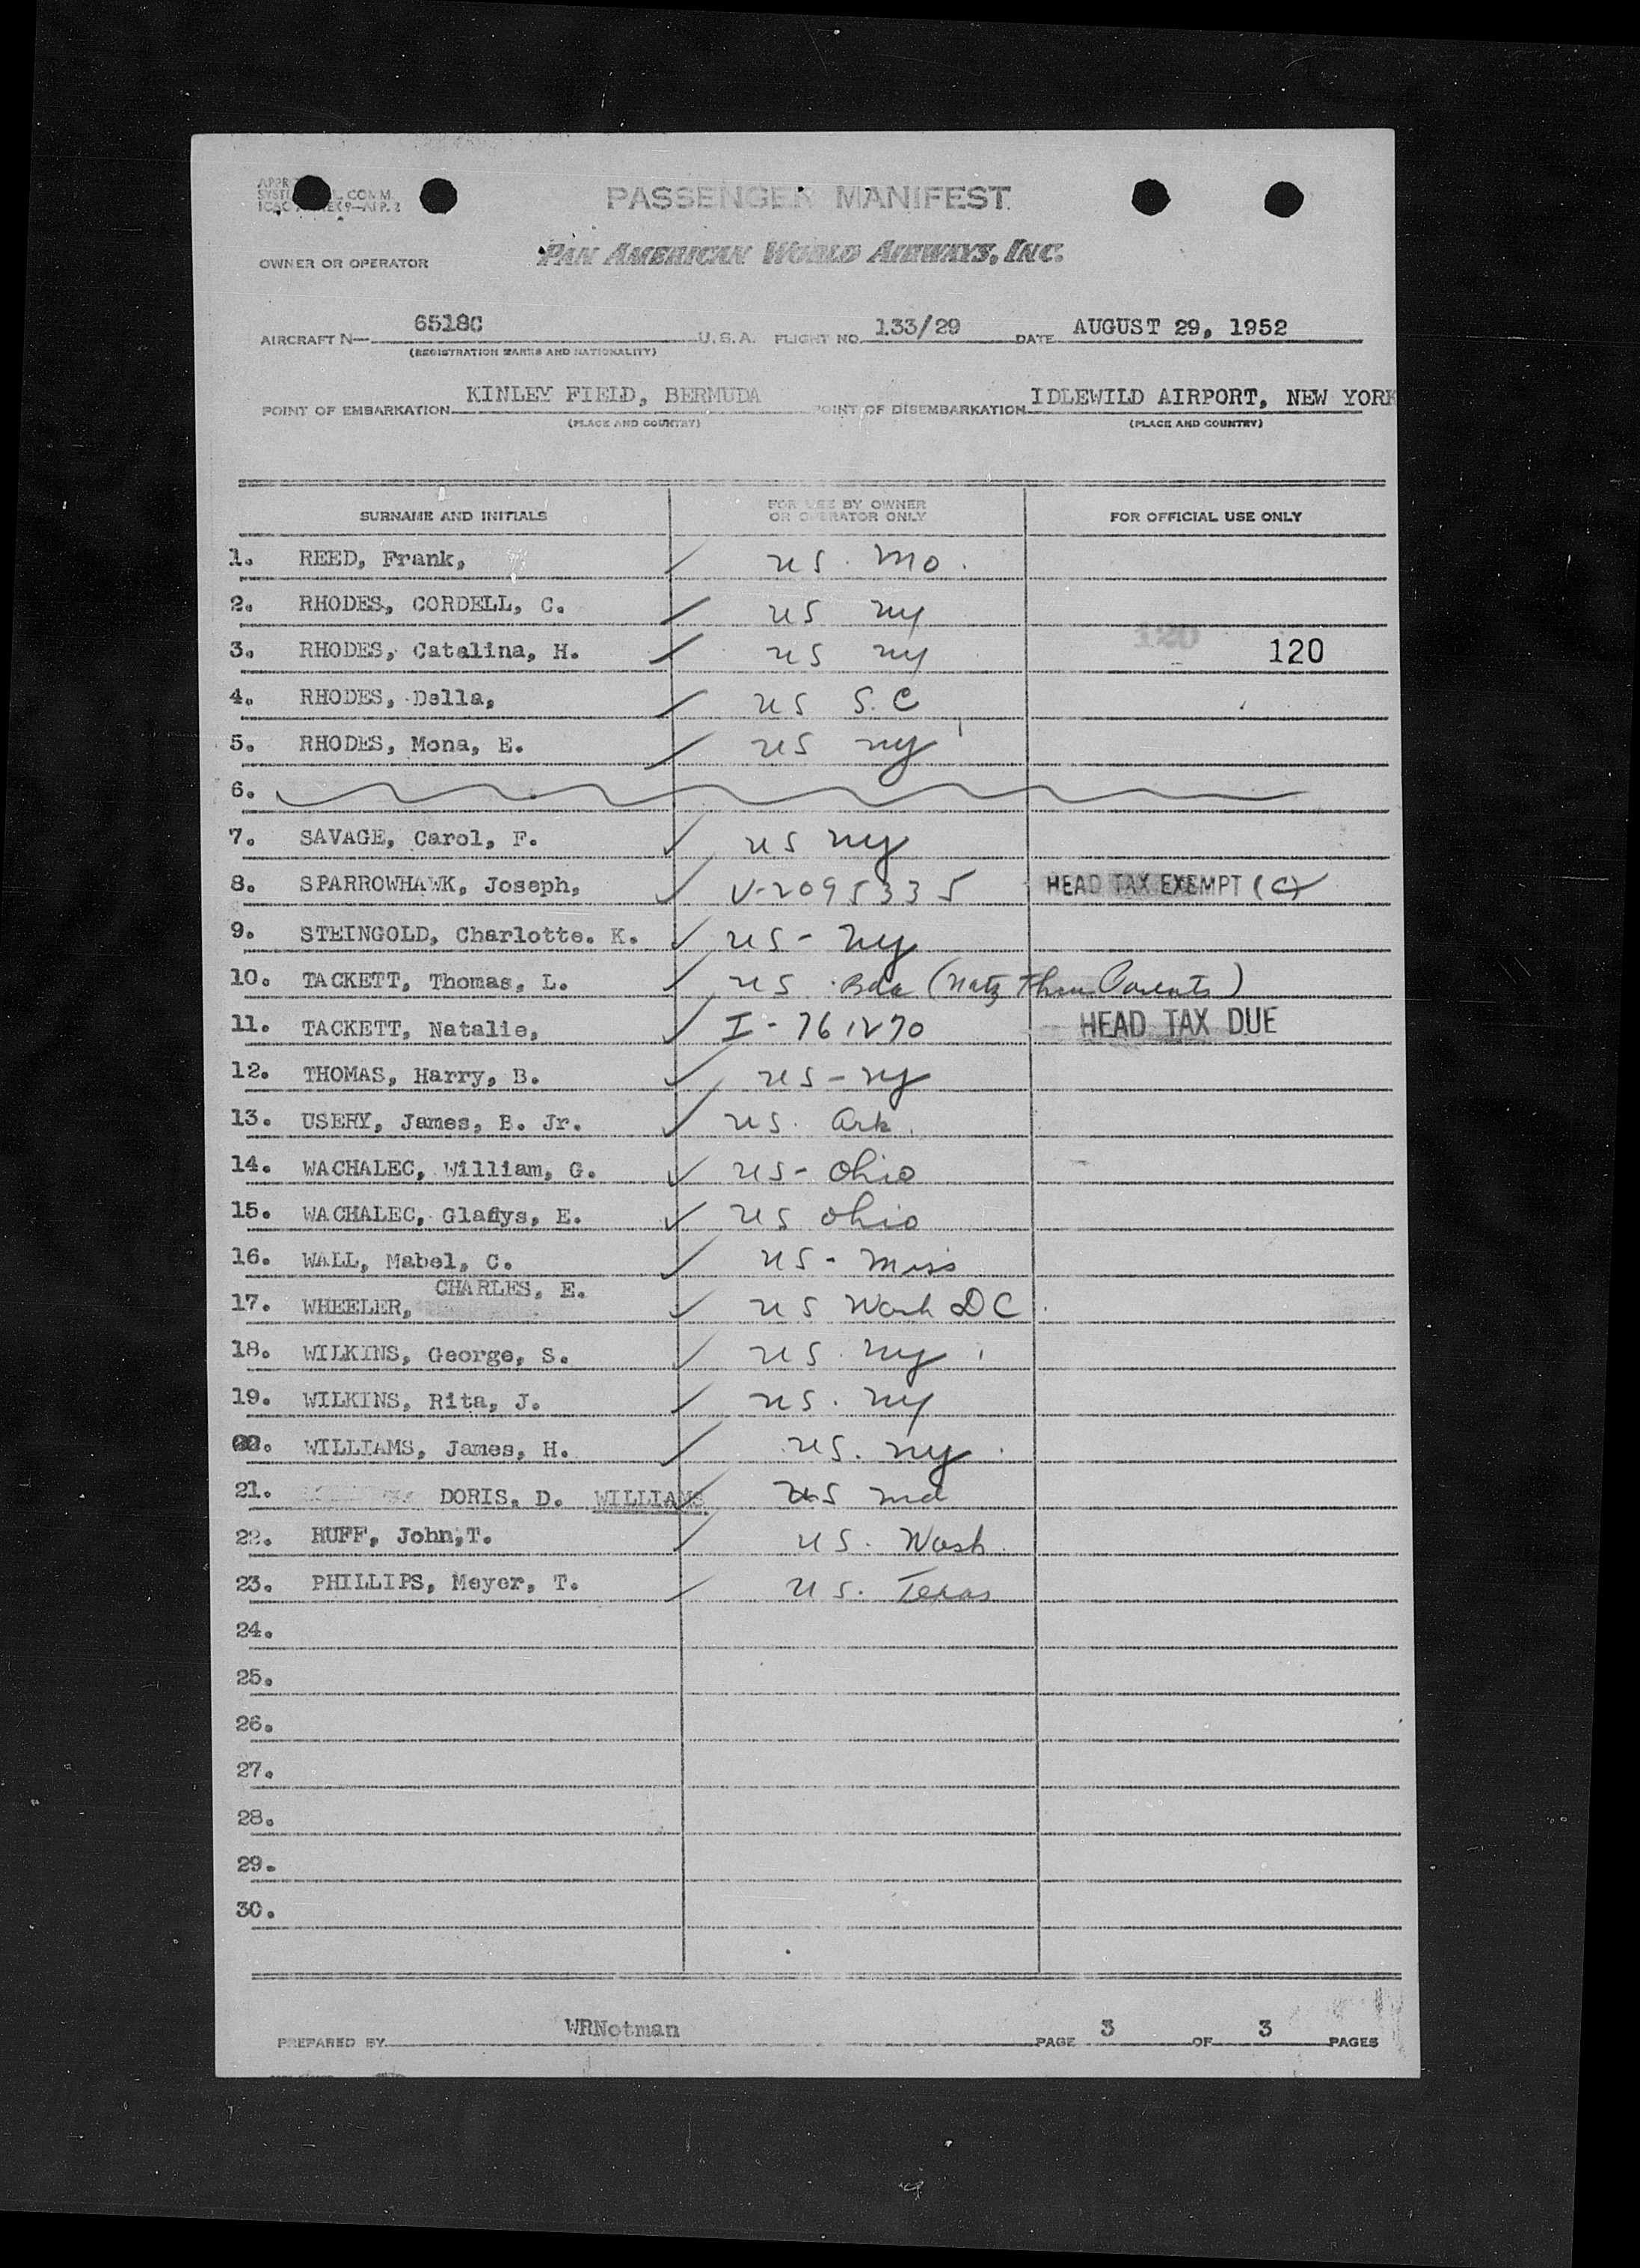 PASSENGER MANIFEST
PAN AMERICAN WORLD AIRWAYS, INC.
OWNER OR OPERATOR
AIRCRAFT N— 6518C U.S.A. FLIGHT NO. 133/29 DATE AUGUST 29, 1952
(REGISTRATION MARKS AND NATIONALITY)
POINT OF EMBARKATION KINLEY FIELD, BERMUDA POINT OF DISEMBARKATION IDLEWILD AIRPORT, NEW YORK
(PLACE AND COUNTRY) (PLACE AND COUNTRY)
SURNAME AND INITIALS FOR USE BY OWNER OR OPERATOR ONLY FOR OFFICIAL USE ONLY
1. REED, Frank, ✓ US. Mo.
2. RHODES, CORDELL, C. ✓ US NY
3. RHODES, Catalina, H. ✓ US NY 120 120
4. RHODES, Della, ✓ US S.C
5. RHODES, Mona, E. ✓ US NY
6.
7. SAVAGE, Carol, F. ✓ US NY
8. SPARROWHAWK, Joseph, ✓ V-2095335 HEAD TAX EXEMPT (C)
9. STEINGOLD, Charlotte. K. ✓ US - NY
10. TACKETT, Thomas, L. ✓ US Bda (Natz Thru Parents)
11. TACKETT, Natalie, ✓ I-761270 HEAD TAX DUE
12. THOMAS, Harry, B. ✓ US - NY
13. USERY, James, B. Jr. ✓ US. Ark.
14. WACHALEC, William, G. ✓ US - Ohio
15. WACHALEC, Gladys, E. ✓ US Ohio
16. WALL, Mabel, C. ✓ US - Miss
17. WHEELER, CHARLES, E. ✓ US Wash DC
18. WILKINS, George, S. ✓ US. NY
19. WILKINS, Rita, J. ✓ US. NY
20. WILLIAMS, James, H. ✓ US. NY
21. DORIS, D. WILLIAMS ✓ US Md
22. RUFF, John,T. ✓ US. Wash.
23. PHILLIPS, Meyer, T. ✓ US. Texas
24.
25.
26.
27.
28.
29.
30.
PREPARED BY WRNotman PAGE 3 OF 3 PAGES